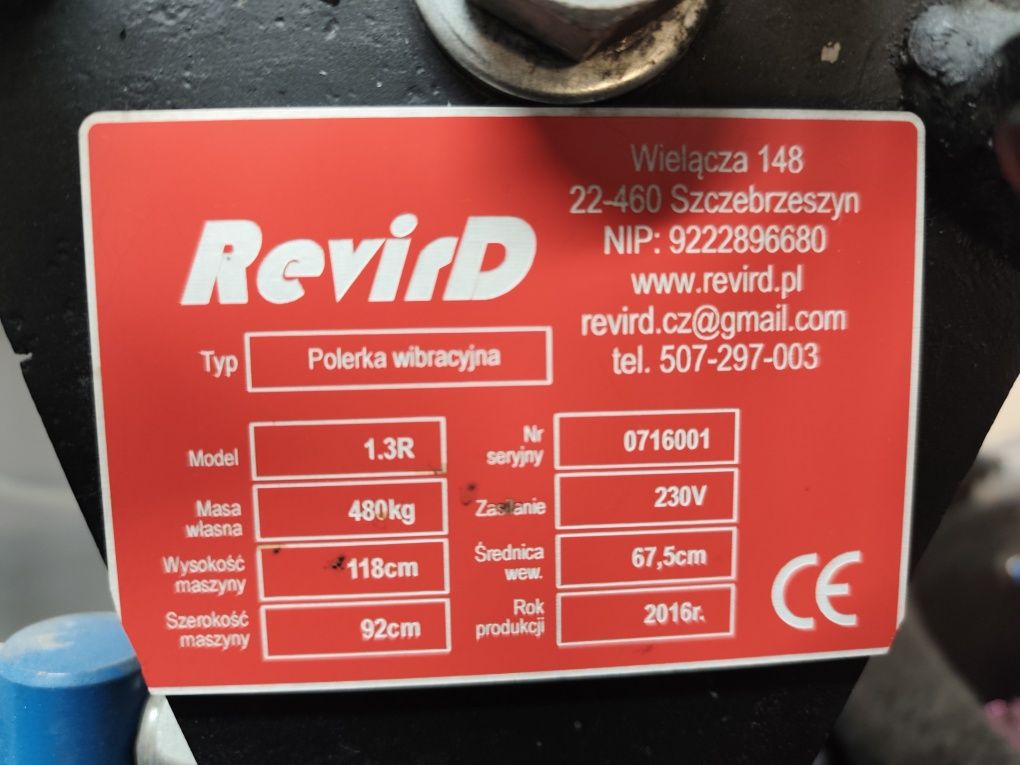 RevirD
Wielącza 148
22-460 Szczebrzeszyn
NIP: 9222896680
www.revird.pl
revird.cz@gmail.com
tel. 507-297-003
Typ Polerka wibracyjna
Model 1.3R
Masa
własna 480kg
Wysokość
maszyny 118cm
Szerokość
maszyny 92cm
Nr
seryjny 0716001
Zasilanie 230V
Średnica
wew. 67,5cm
Rok
produkcji 2016r.
CE